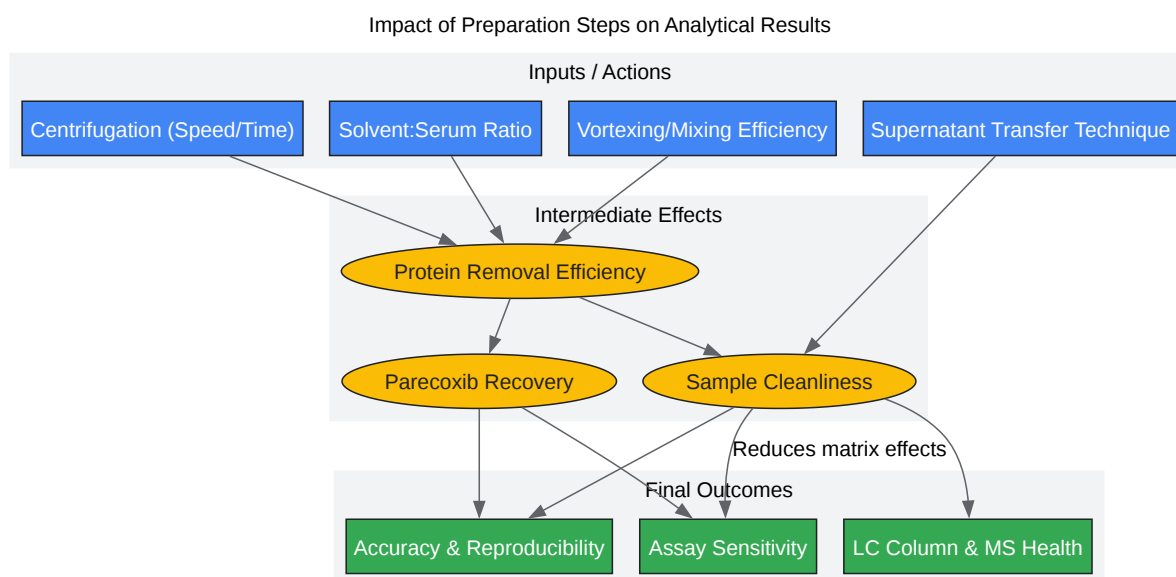 Impact of Preparation Steps on Analytical Results
Inputs / Actions
Centrifugation (Speed/Time)
Solvent:Serum Ratio
Vortexing/Mixing Efficiency
Supernatant Transfer Technique
Intermediate Effects
Protein Removal Efficiency
Parecoxib Recovery
Sample Cleanliness
Reduces matrix effects
Final Outcomes
Accuracy & Reproducibility
Assay Sensitivity
LC Column & MS Health